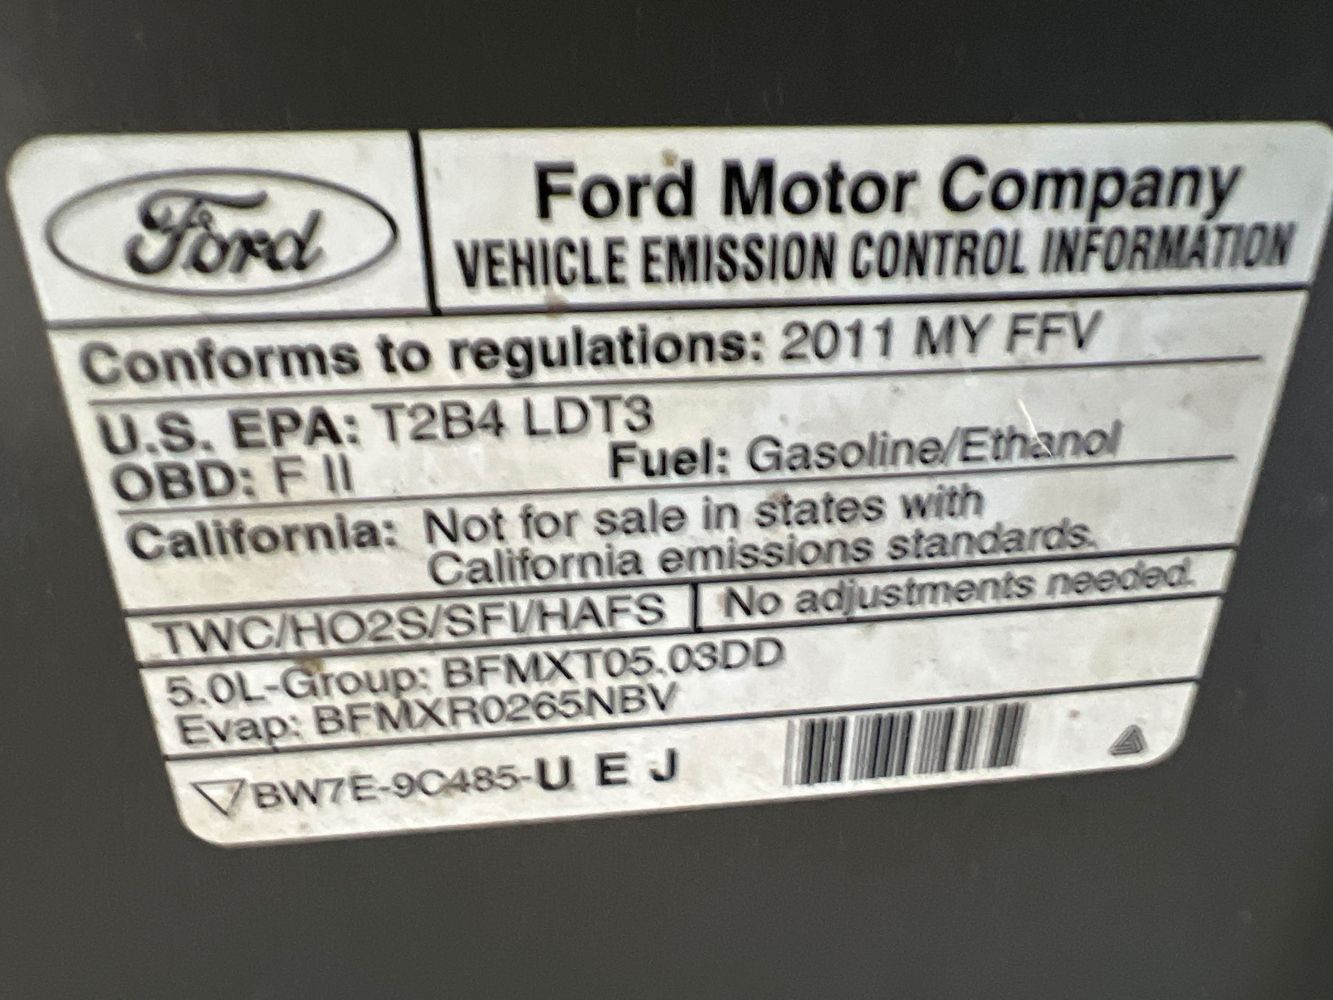 Ford
Ford Motor Company
VEHICLE EMISSION CONTROL INFORMATION
Conforms to regulations: 2011 MY FFV
U.S. EPA: T2B4 LDT3
OBD: F II Fuel: Gasoline/Ethanol
California: Not for sale in states with
California emissions standards.
TWC/HO2S/SFI/HAFS No adjustments needed.
5.0L-Group: BFMXT05.03DD
Evap: BFMXR0265NBV
BW7E-9C485-U E J